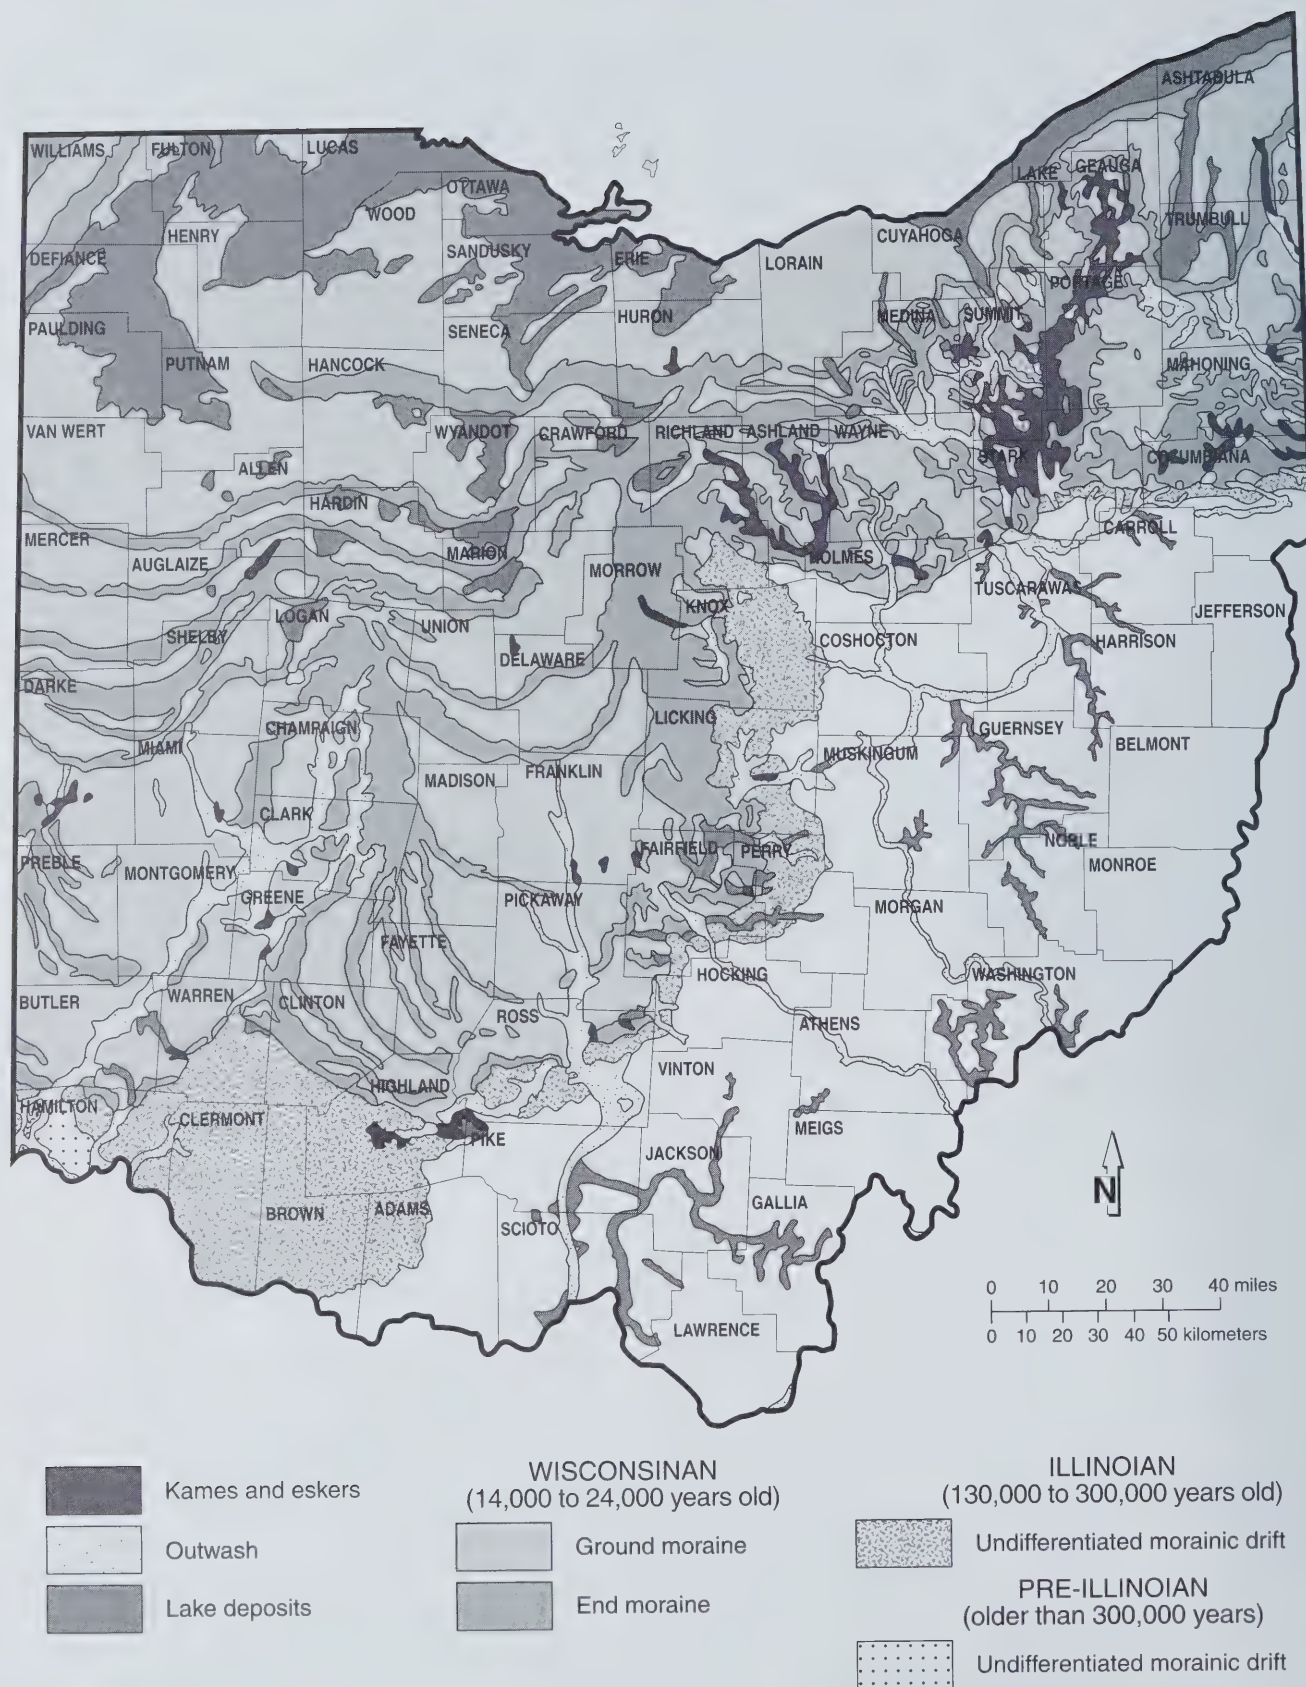 ASHTABULA
WILLIAMS
FULTON
LUCAS
LAKE
GEAUGA
OTTAWA
WOOD
TRUMBULL
HENRY
CUYAHOGA
SANDUSKY
DEFIANCE
ERIE
LORAIN
PORTAGE
PAULDING
SENECA
HURON
MEDINA
SUMMIT
PUTNAM
HANCOCK
MAHONING
VAN WERT
WYANDOT
CRAWFORD
RICHLAND
ASHLAND
WAYNE
STARK
COLUMBIANA
ALLEN
HARDIN
CARROLL
MERCER
MARION
HOLMES
AUGLAIZE
MORROW
TUSCARAWAS
KNOX
JEFFERSON
LOGAN
UNION
SHELBY
COSHOCTON
HARRISON
DELAWARE
DARKE
LICKING
CHAMPAIGN
GUERNSEY
MIAMI
MUSKINGUM
BELMONT
MADISON
FRANKLIN
CLARK
NOBLE
PREBLE
FAIRFIELD
PERRY
MONROE
MONTGOMERY
GREENE
PICKAWAY
MORGAN
FAYETTE
HOCKING
WASHINGTON
BUTLER
WARREN
CLINTON
ROSS
ATHENS
VINTON
HIGHLAND
HAMILTON
CLERMONT
PIKE
MEIGS
JACKSON
N
GALLIA
BROWN
ADAMS
SCIOTO
LAWRENCE
0 10 20 30 40 miles
0 10 20 30 40 50 kilometers
Kames and eskers
Outwash
Lake deposits
WISCONSINAN
(14,000 to 24,000 years old)
Ground moraine
End moraine
ILLINOIAN
(130,000 to 300,000 years old)
Undifferentiated morainic drift
PRE-ILLINOIAN
(older than 300,000 years)
Undifferentiated morainic drift